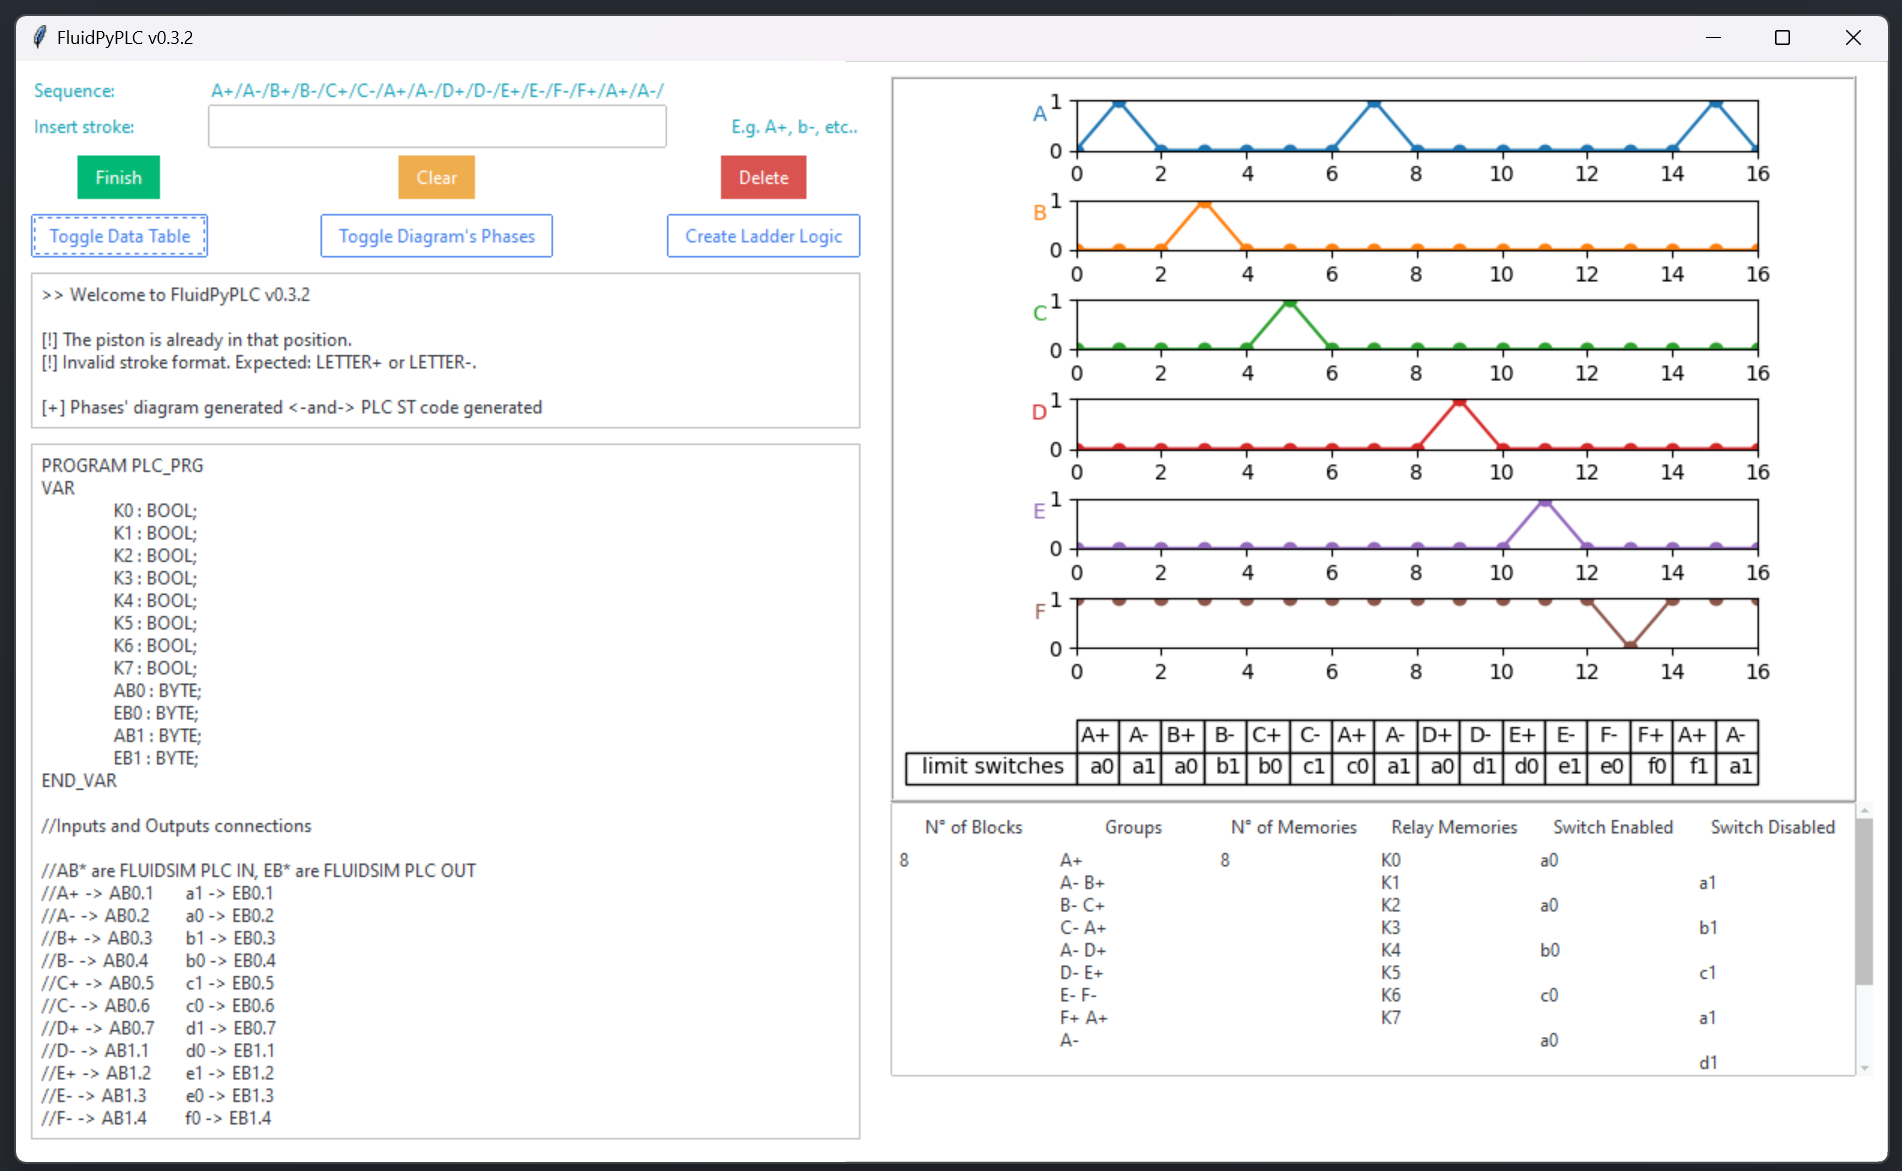 FluidPyPLC v0.3.2
Sequence: A+/A-/B+/B-/C+/C-/A+/A-/D+/D-/E+/E-/F-/F+/A+/A-/
Insert stroke: E.g. A+, b-, etc..
Finish Clear Delete
Toggle Data Table Toggle Diagram's Phases Create Ladder Logic
>> Welcome to FluidPyPLC v0.3.2
[!] The piston is already in that position.
[!] Invalid stroke format. Expected: LETTER+ or LETTER-.
[+] Phases' diagram generated <-and-> PLC ST code generated
PROGRAM PLC_PRG
VAR
K0 : BOOL;
K1 : BOOL;
K2 : BOOL;
K3 : BOOL;
K4 : BOOL;
K5 : BOOL;
K6 : BOOL;
K7 : BOOL;
AB0 : BYTE;
EB0 : BYTE;
AB1 : BYTE;
EB1 : BYTE;
END_VAR
//Inputs and Outputs connections
//AB* are FLUIDSIM PLC IN, EB* are FLUIDSIM PLC OUT
//A+ -> AB0.1 a1 -> EB0.1
//A- -> AB0.2 a0 -> EB0.2
//B+ -> AB0.3 b1 -> EB0.3
//B- -> AB0.4 b0 -> EB0.4
//C+ -> AB0.5 c1 -> EB0.5
//C- -> AB0.6 c0 -> EB0.6
//D+ -> AB0.7 d1 -> EB0.7
//D- -> AB1.1 d0 -> EB1.1
//E+ -> AB1.2 e1 -> EB1.2
//E- -> AB1.3 e0 -> EB1.3
//F- -> AB1.4 f0 -> EB1.4
A 1
0
0 2 4 6 8 10 12 14 16
B 1
0
0 2 4 6 8 10 12 14 16
C 1
0
0 2 4 6 8 10 12 14 16
D 1
0
0 2 4 6 8 10 12 14 16
E 1
0
0 2 4 6 8 10 12 14 16
F 1
0
0 2 4 6 8 10 12 14 16
A+ A- B+ B- C+ C- A+ A- D+ D- E+ E- F- F+ A+ A-
limit switches a0 a1 a0 b1 b0 c1 c0 a1 a0 d1 d0 e1 e0 f0 f1 a1
N° of Blocks Groups N° of Memories Relay Memories Switch Enabled Switch Disabled
8 A+ 8 K0 a0
A- B+ K1 a1
B- C+ K2 a0
C- A+ K3 b1
A- D+ K4 b0
D- E+ K5 c1
E- F- K6 c0
F+ A+ K7 a1
A- a0
d1